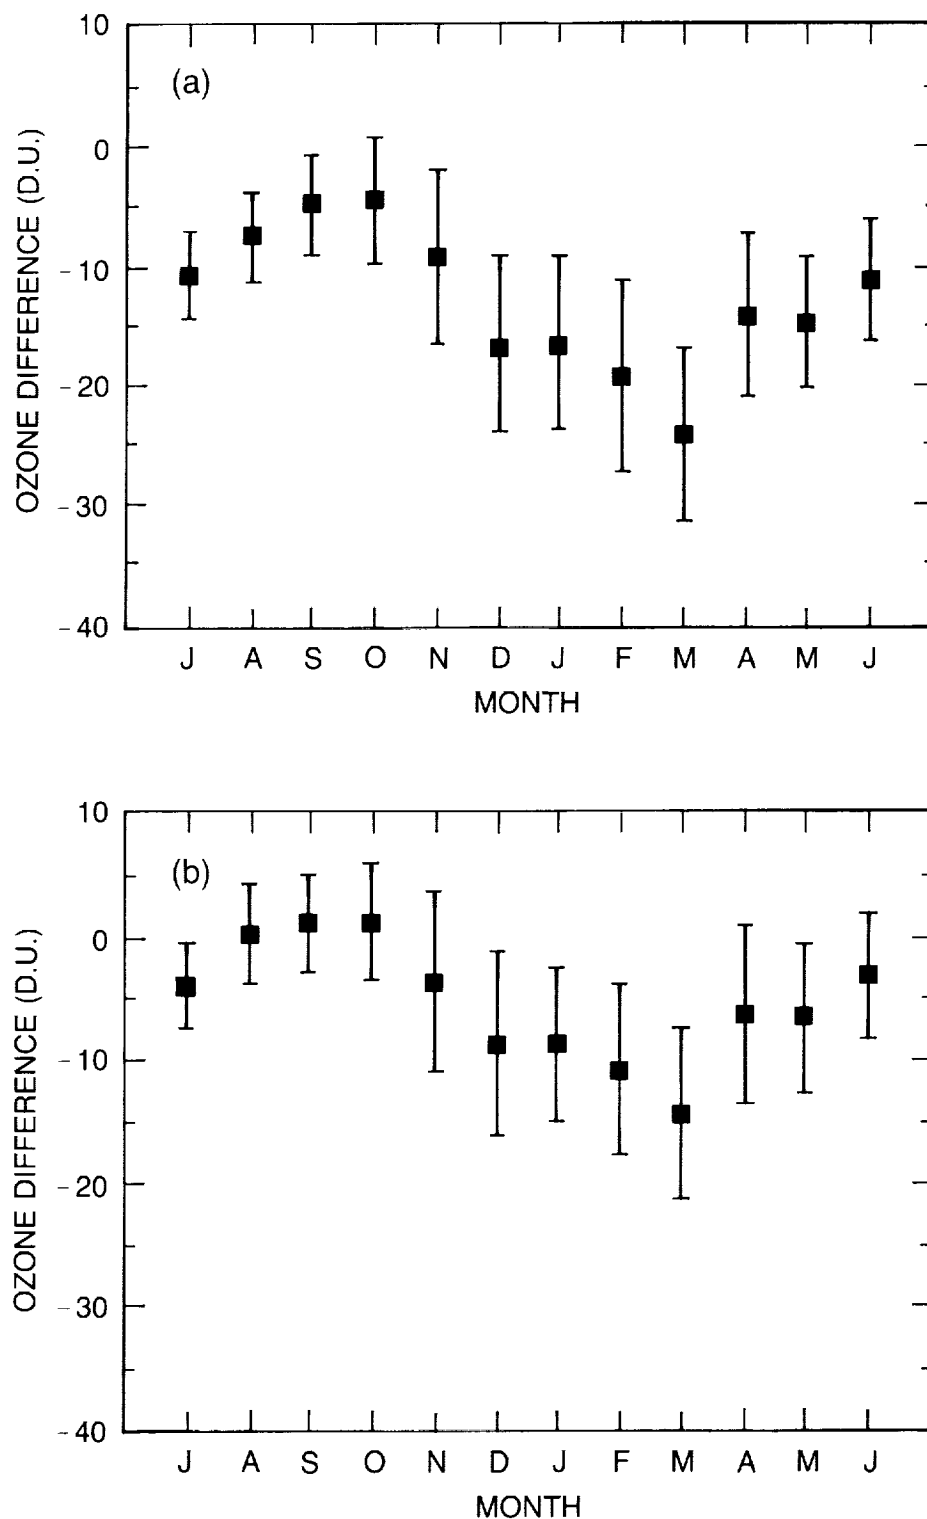 10
(a)
0
-10
-20
-30
-40
OZONE DIFFERENCE (D.U.)
J A S O N D J F M A M J
MONTH
10
(b)
0
-10
-20
-30
-40
OZONE DIFFERENCE (D.U.)
J A S O N D J F M A M J
MONTH